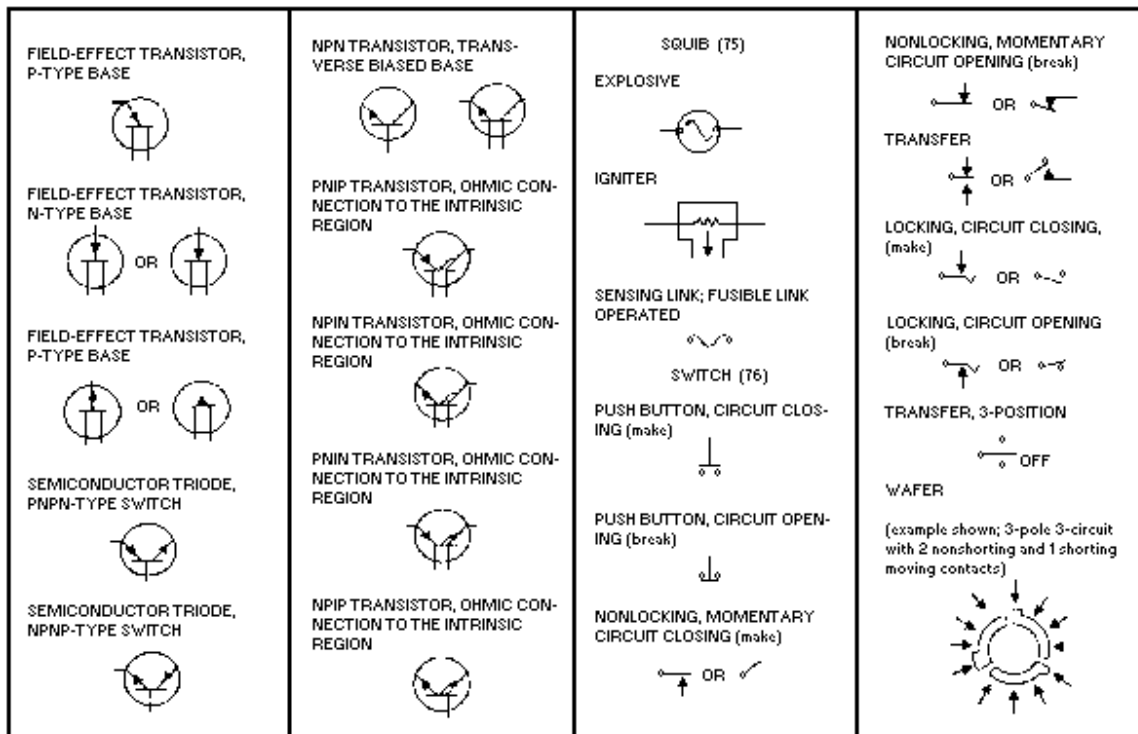 FIELD-EFFECT TRANSISTOR,
P-TYPE BASE
FIELD-EFFECT TRANSISTOR,
N-TYPE BASE
OR
FIELD-EFFECT TRANSISTOR,
P-TYPE BASE
OR
SEMICONDUCTOR TRIODE,
PNPN-TYPE SWITCH
SEMICONDUCTOR TRIODE,
NPNP-TYPE SWITCH
NPN TRANSISTOR, TRANS-
VERSE BIASED BASE
PNIP TRANSISTOR, OHMIC CON-
NECTION TO THE INTRINSIC
REGION
NPIN TRANSISTOR, OHMIC CON-
NECTION TO THE INTRINSIC
REGION
PNIN TRANSISTOR, OHMIC CON-
NECTION TO THE INTRINSIC
REGION
NPIP TRANSISTOR, OHMIC CON-
NECTION TO THE INTRINSIC
REGION
SQUIB (75)
EXPLOSIVE
IGNITER
SENSING LINK; FUSIBLE LINK
OPERATED
SWITCH (76)
PUSH BUTTON, CIRCUIT CLOS-
ING (make)
PUSH BUTTON, CIRCUIT OPEN-
ING (break)
NONLOCKING, MOMENTARY
CIRCUIT CLOSING (make)
OR
NONLOCKING, MOMENTARY
CIRCUIT OPENING (break)
OR
TRANSFER
OR
LOCKING, CIRCUIT CLOSING,
(make)
OR
LOCKING, CIRCUIT OPENING
(break)
OR
TRANSFER, 3-POSITION
OFF
WAFER
(example shown; 3-pole 3-circuit
with 2 nonshorting and 1 shorting
moving contacts)